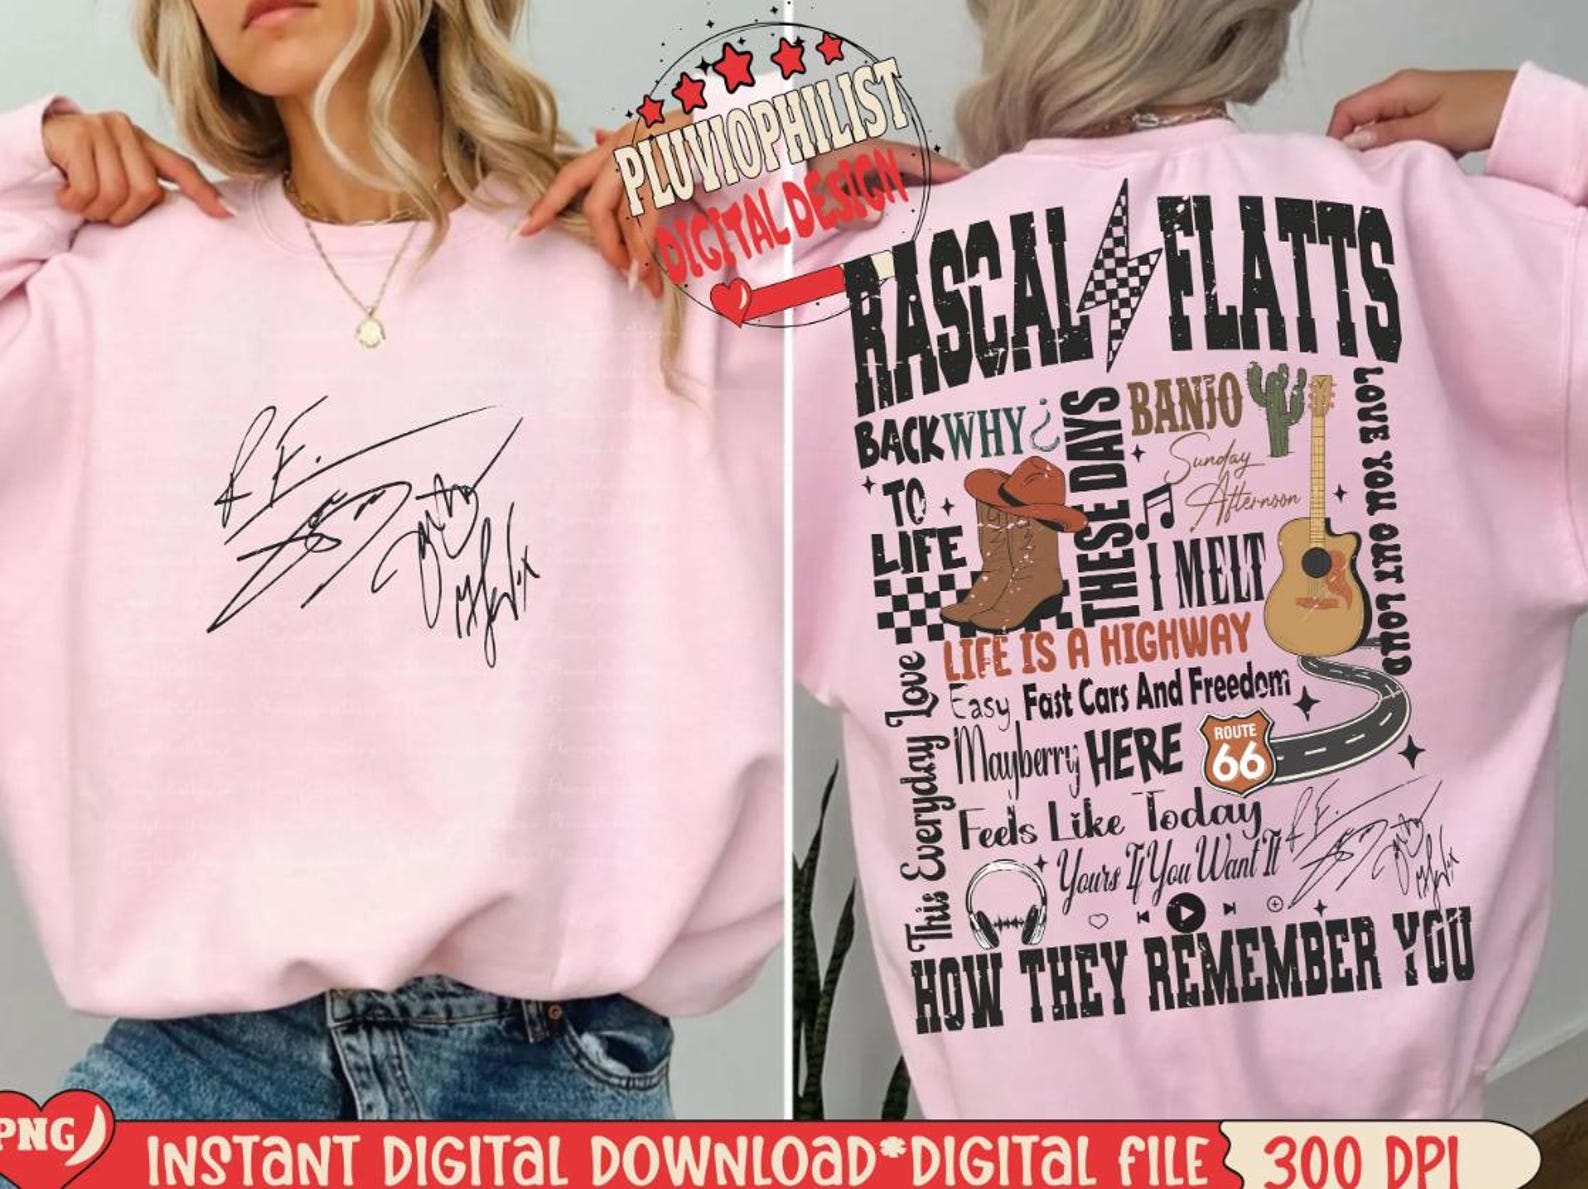 PLUVIOPHILIST
DIGITAL DESIGN
RASCAL FLATTS
BACK
TO
LIFE
WHY?
THESE DAYS
BANJO
Sunday
Afternoon
I MELT
LOVE YOU OUT LOUD
LIFE IS A HIGHWAY
Easy Fast Cars And Freedom
Mayberry HERE
ROUTE
66
Feels Like Today
Yours If You Want It
This Everyday Love
HOW THEY REMEMBER YOU
PNG
INSTANT DIGITAL DOWNLOAD*DIGITAL FILE
300 DPI